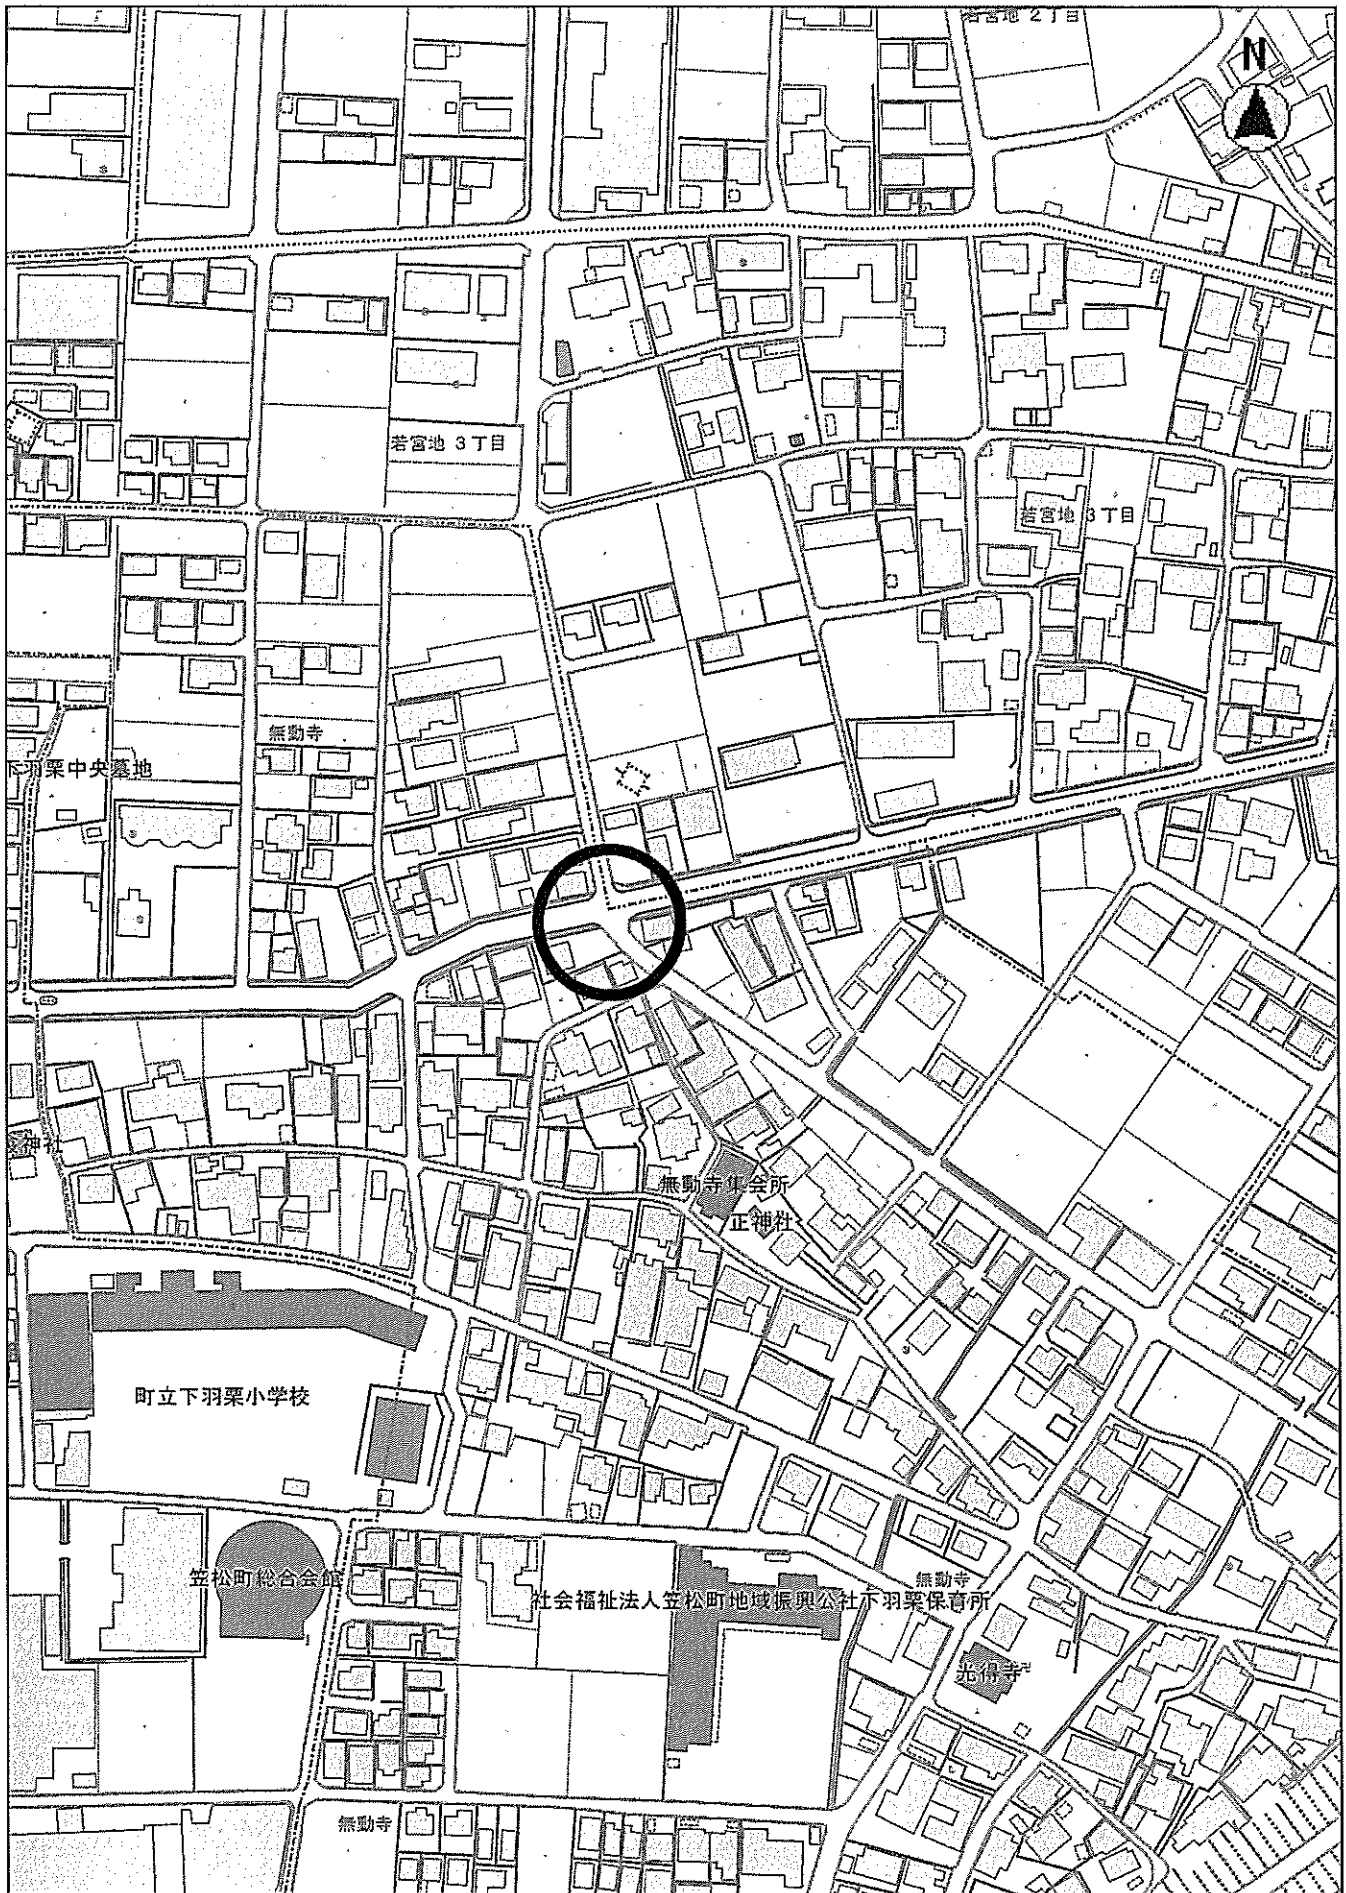 若宮地 2丁目
N
若宮地 3丁目
若宮地 3丁目
無動寺
下羽栗中央墓地
神社
無動寺集会所
正神社
町立下羽栗小学校
笠松町総合会館
無動寺
社会福祉法人笠松町地域振興公社下羽栗保育所
光得寺
無動寺